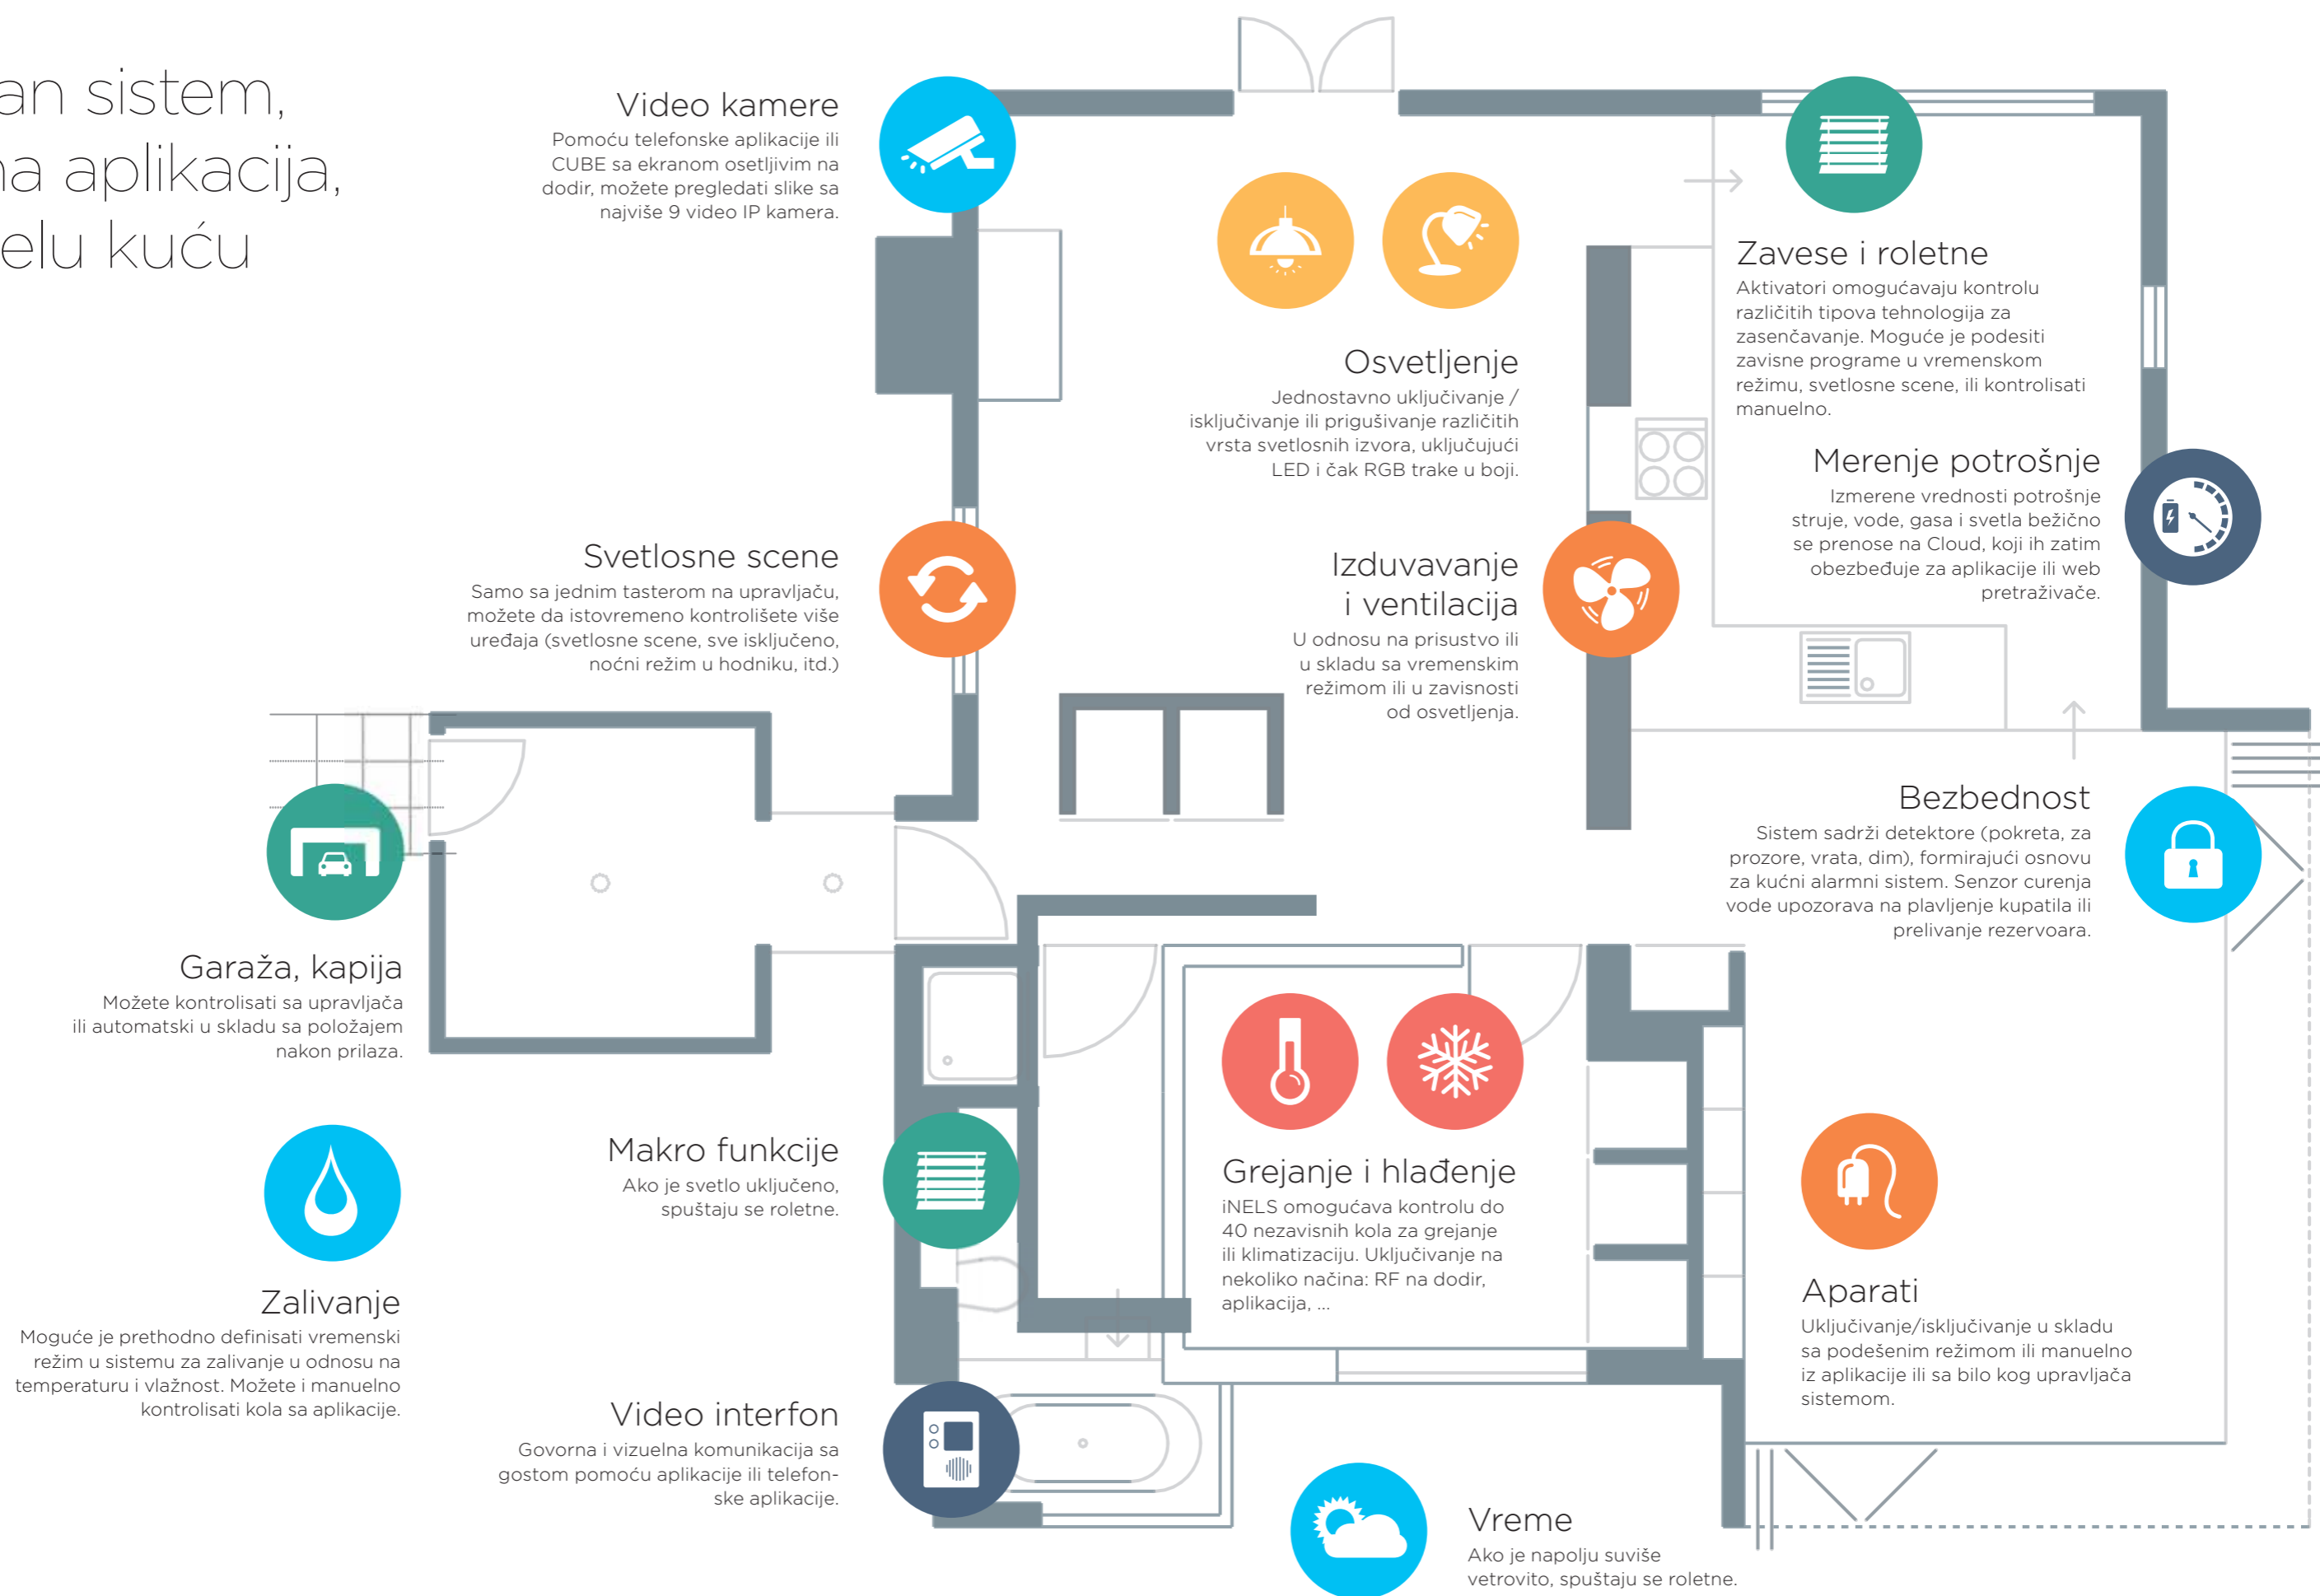 an sistem,
na aplikacija,
elu kuću
Video kamere
Pomoću telefonske aplikacije ili
CUBE sa ekranom osetljivim na
dodir, možete pregledati slike sa
najviše 9 video IP kamera.
Osvetljenje
Jednostavno uključivanje /
isključivanje ili prigušivanje različitih
vrsta svetlosnih izvora, uključujući
LED i čak RGB trake u boji.
Zavese i roletne
Aktivatori omogućavaju kontrolu
različitih tipova tehnologija za
zasenčavanje. Moguće je podesiti
zavisne programe u vremenskom
režimu, svetlosne scene, ili kontrolisati
manuelno.
Merenje potrošnje
Izmerene vrednosti potrošnje
struje, vode, gasa i svetla bežično
se prenose na Cloud, koji ih zatim
obezbeđuje za aplikacije ili web
pretraživače.
Svetlosne scene
Samo sa jednim tasterom na upravljaču,
možete da istovremeno kontrolišete više
uređaja (svetlosne scene, sve isključeno,
noćni režim u hodniku, itd.)
Izduvavanje
i ventilacija
U odnosu na prisustvo ili
u skladu sa vremenskim
režimom ili u zavisnosti
od osvetljenja.
Bezbednost
Sistem sadrži detektore (pokreta, za
prozore, vrata, dim), formirajući osnovu
za kućni alarmni sistem. Senzor curenja
vode upozorava na plavljenje kupatila ili
prelivanje rezervoara.
Garaža, kapija
Možete kontrolisati sa upravljača
ili automatski u skladu sa položajem
nakon prilaza.
Makro funkcije
Ako je svetlo uključeno,
spuštaju se roletne.
Grejanje i hlađenje
iNELS omogućava kontrolu do
40 nezavisnih kola za grejanje
ili klimatizaciju. Uključivanje na
nekoliko načina: RF na dodir,
aplikacija, ...
Aparati
Uključivanje/isključivanje u skladu
sa podešenim režimom ili manuelno
iz aplikacije ili sa bilo kog upravljača
sistemom.
Zalivanje
Moguće je prethodno definisati vremenski
režim u sistemu za zalivanje u odnosu na
temperaturu i vlažnost. Možete i manuelno
kontrolisati kola sa aplikacije.
Video interfon
Govorna i vizuelna komunikacija sa
gostom pomoću aplikacije ili telefon-
ske aplikacije.
Vreme
Ako je napolju suviše
vetrovito, spuštaju se roletne.